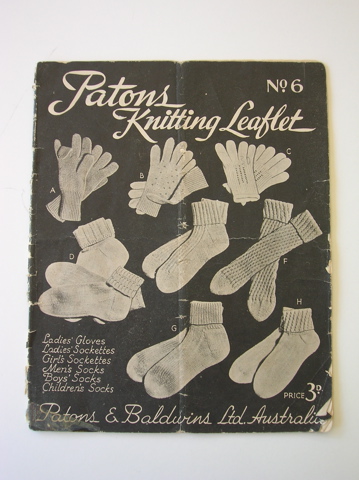 Patons
Nº 6
Knitting Leaflet
A
B
C
D
F
G
H
Ladies' Gloves
Ladies' Sockettes
Girls' Sockettes
Men's Socks
Boys' Socks
Children's Socks
PRICE 3D.
Patons & Baldwins Ltd. Australia